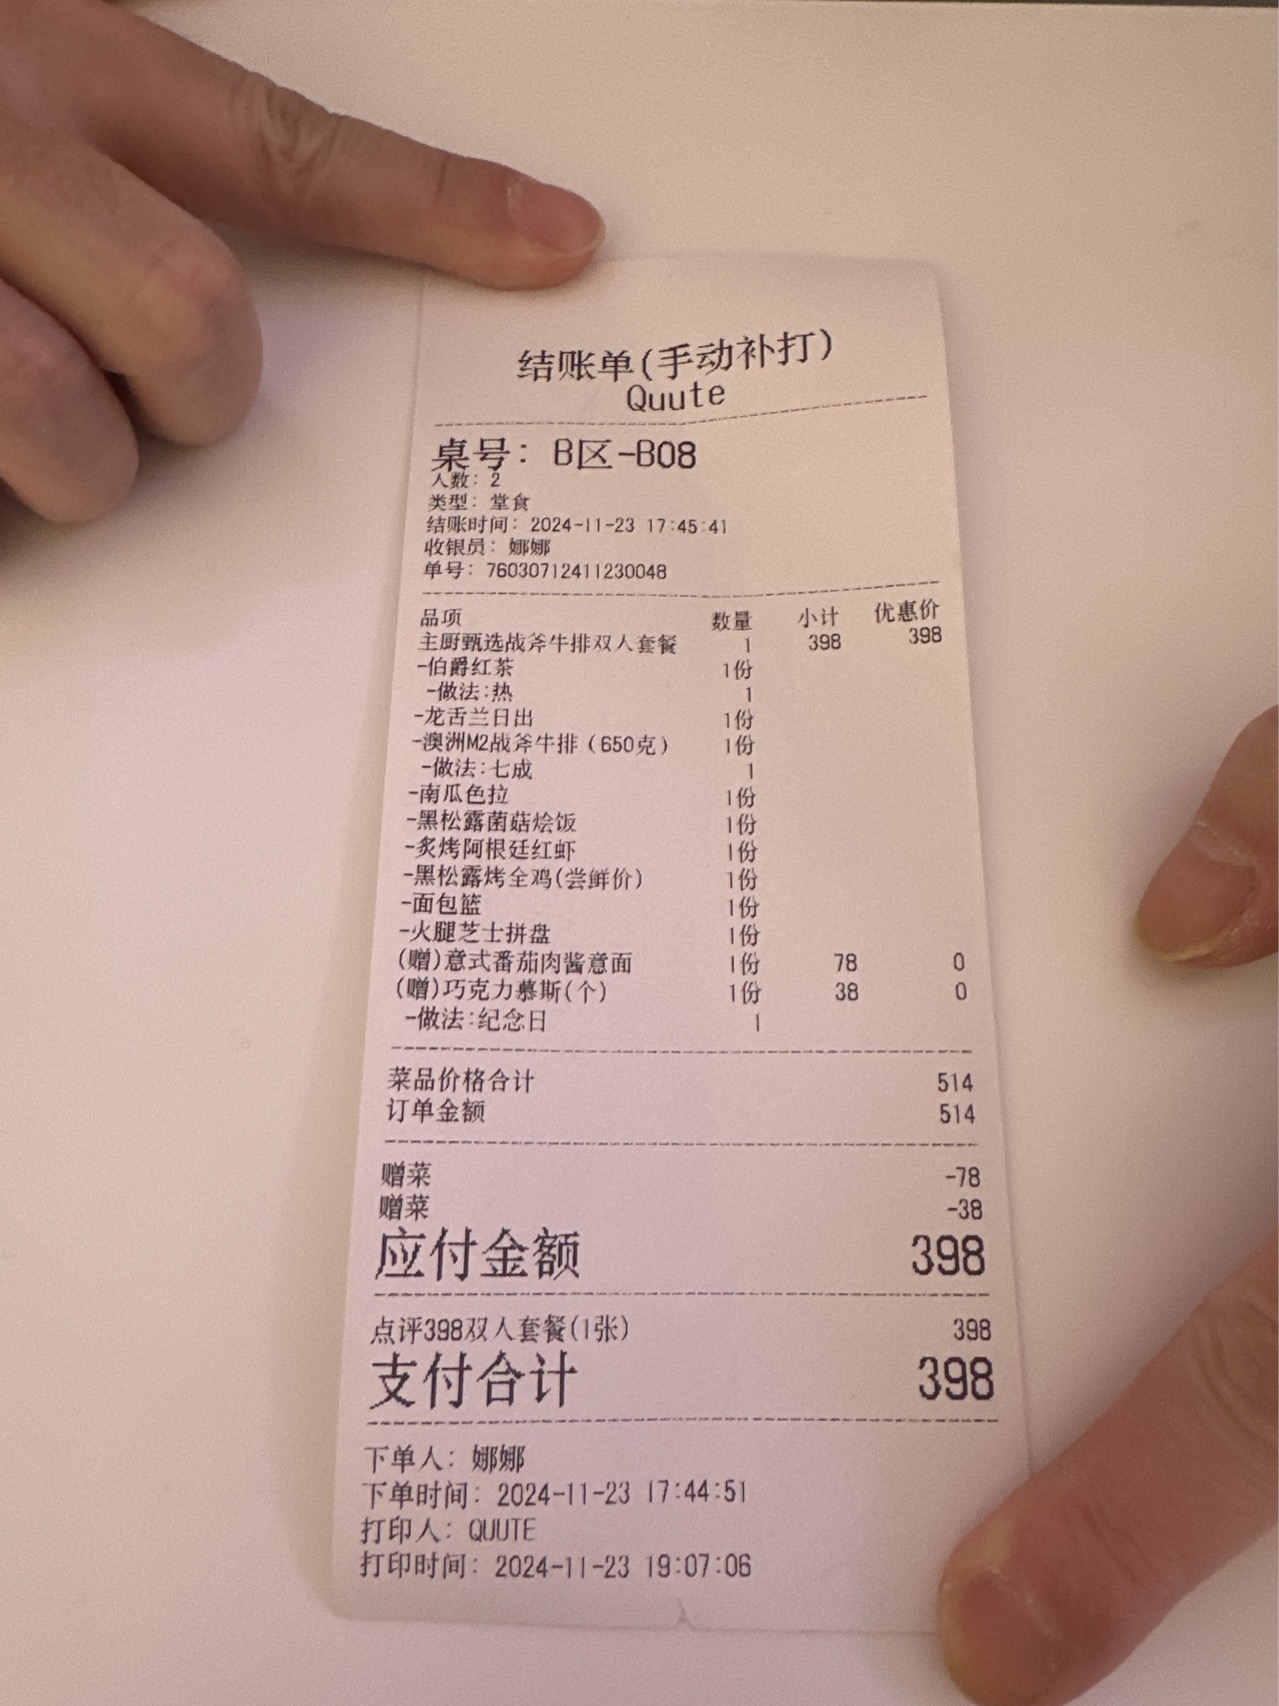 结账单(手动补打)
Quute
桌号: B区-B08
人数: 2
类型: 堂食
结账时间: 2024-11-23 17:45:41
收银员: 娜娜
单号: 76030712411230048
品项 数量 小计 优惠价
主厨甄选战斧牛排双人套餐 1 398 398
-伯爵红茶 1份
-做法:热 1
-龙舌兰日出 1份
-澳洲M2战斧牛排(650克) 1份
-做法:七成 1
-南瓜色拉 1份
-黑松露菌菇烩饭 1份
-炙烤阿根廷红虾 1份
-黑松露烤全鸡(尝鲜价) 1份
-面包篮 1份
-火腿芝士拼盘 1份
(赠)意式番茄肉酱意面 1份 78 0
(赠)巧克力慕斯(个) 1份 38 0
-做法:纪念日 1
菜品价格合计 514
订单金额 514
赠菜 -78
赠菜 -38
应付金额 398
点评398双人套餐(1张) 398
支付合计 398
下单人: 娜娜
下单时间: 2024-11-23 17:44:51
打印人: QUUTE
打印时间: 2024-11-23 19:07:06